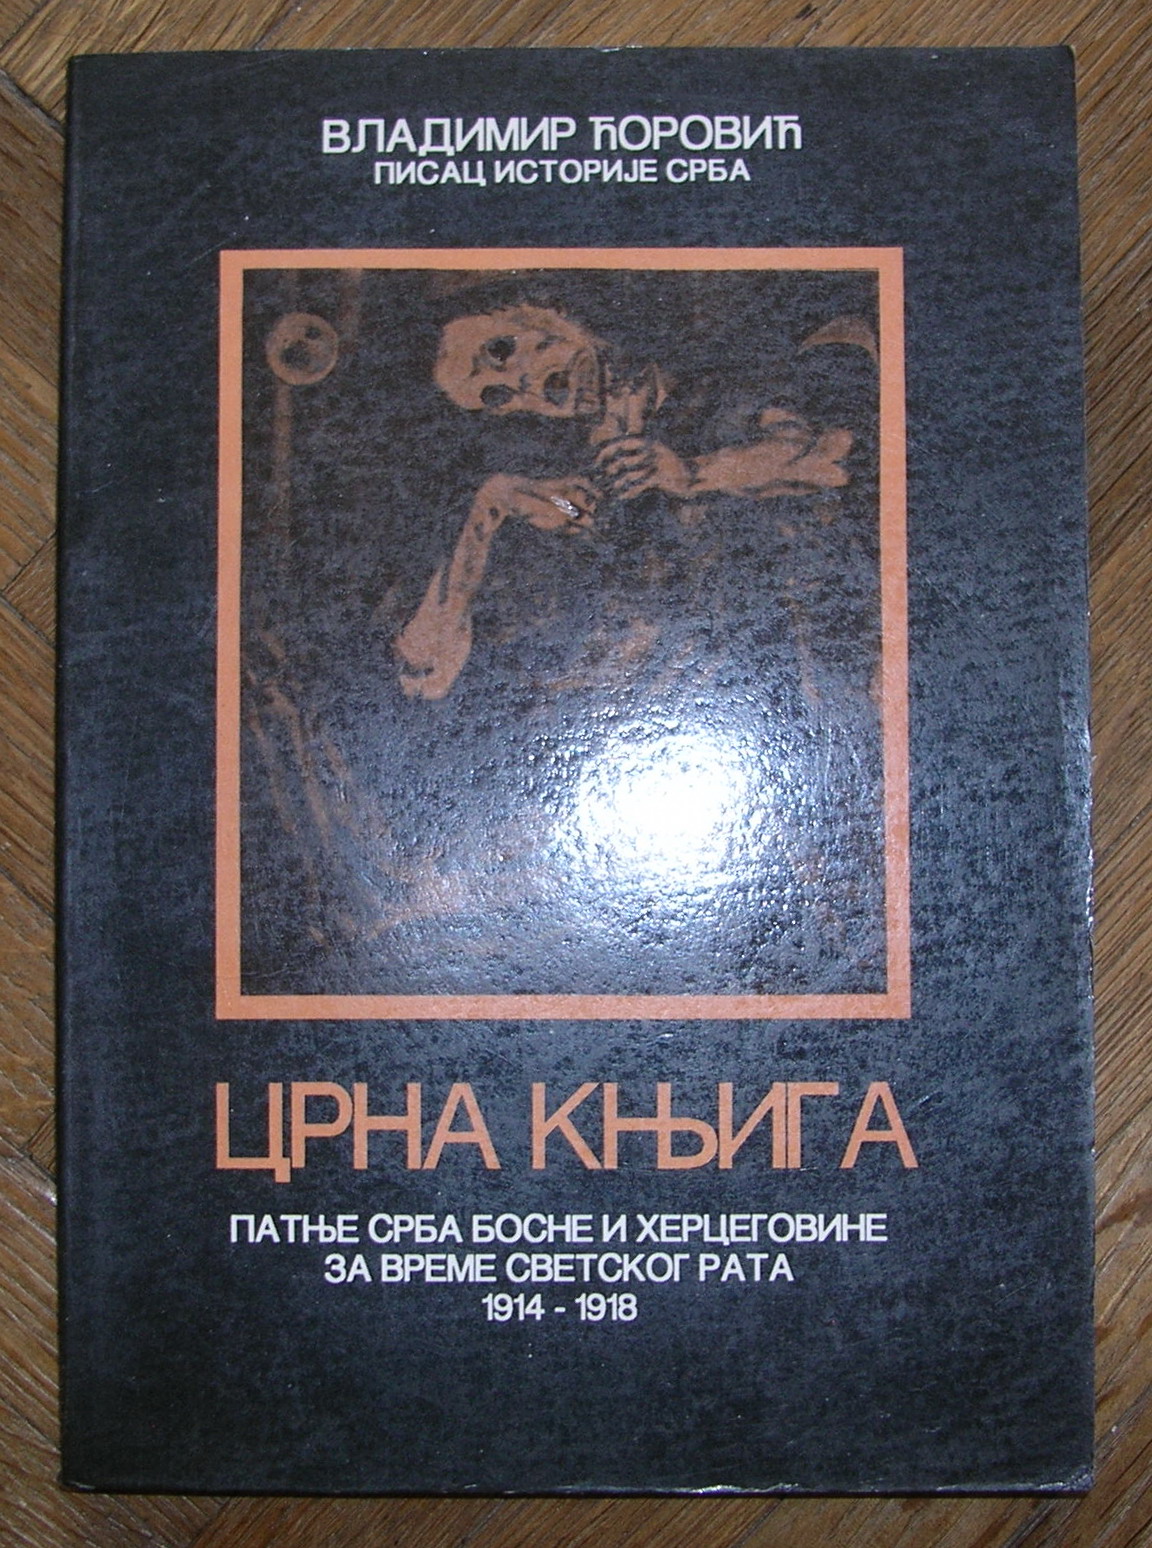 ВЛАДИМИР ЋОРОВИЋ
ПИСАЦ ИСТОРИЈЕ СРБА
ЦРНА КЊИГА
ПАТЊЕ СРБА БОСНЕ И ХЕРЦЕГОВИНЕ
ЗА ВРЕМЕ СВЕТСКОГ РАТА
1914 - 1918